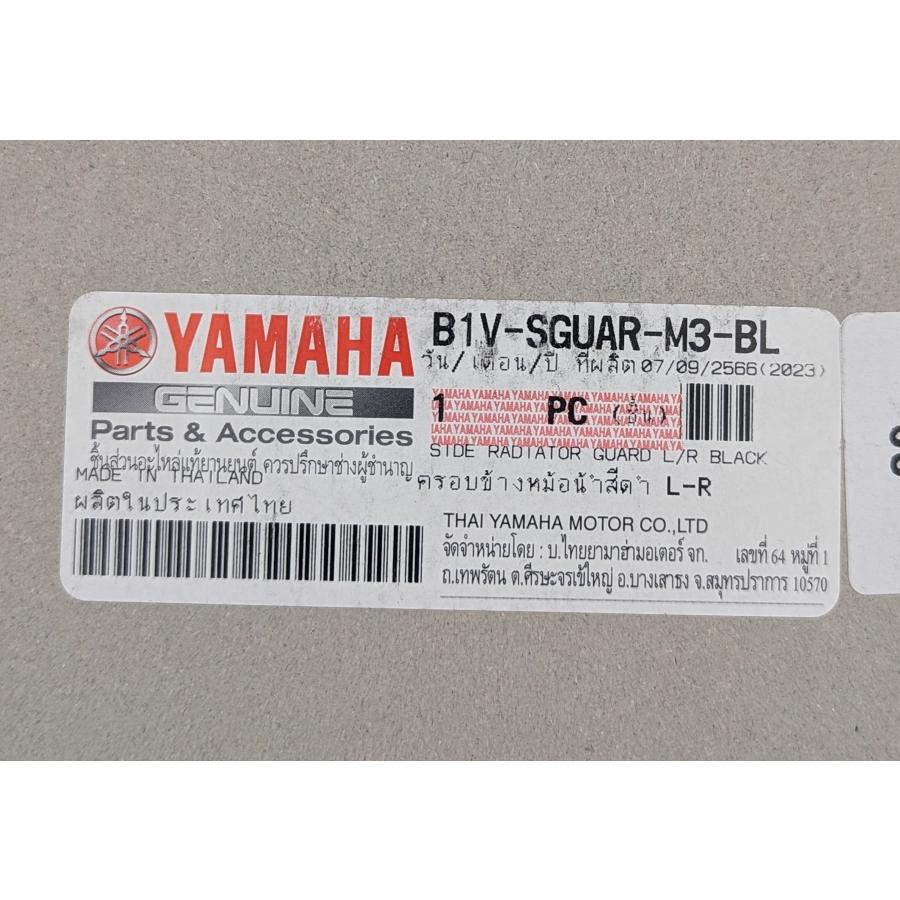 YAMAHA
GENUINE
Parts & Accessories
ชิ้นส่วนอะไหล่แท้ยานยนต์ ควรปรึกษาช่างผู้ชำนาญ
MADE IN THAILAND
ผลิตในประเทศไทย
B1V-SGUAR-M3-BL
วัน/เดือน/ปี ที่ผลิต07/09/2566(2023)
1 PC (ชิ้น)
YAMAHA YAMAHA YAMAHA YAMAHA YAMAHA
SIDE RADIATOR GUARD L/R BLACK
ครอบข้างหม้อน้ำสีดำ L-R
THAI YAMAHA MOTOR CO.,LTD
จัดจำหน่ายโดย : บ.ไทยยามาฮ่ามอเตอร์ จก. เลขที่ 64 หมู่ที่ 1
ถ.เทพรัตน ต.ศีรษะจรเข้ใหญ่ อ.บางเสาธง จ.สมุทรปราการ 10570